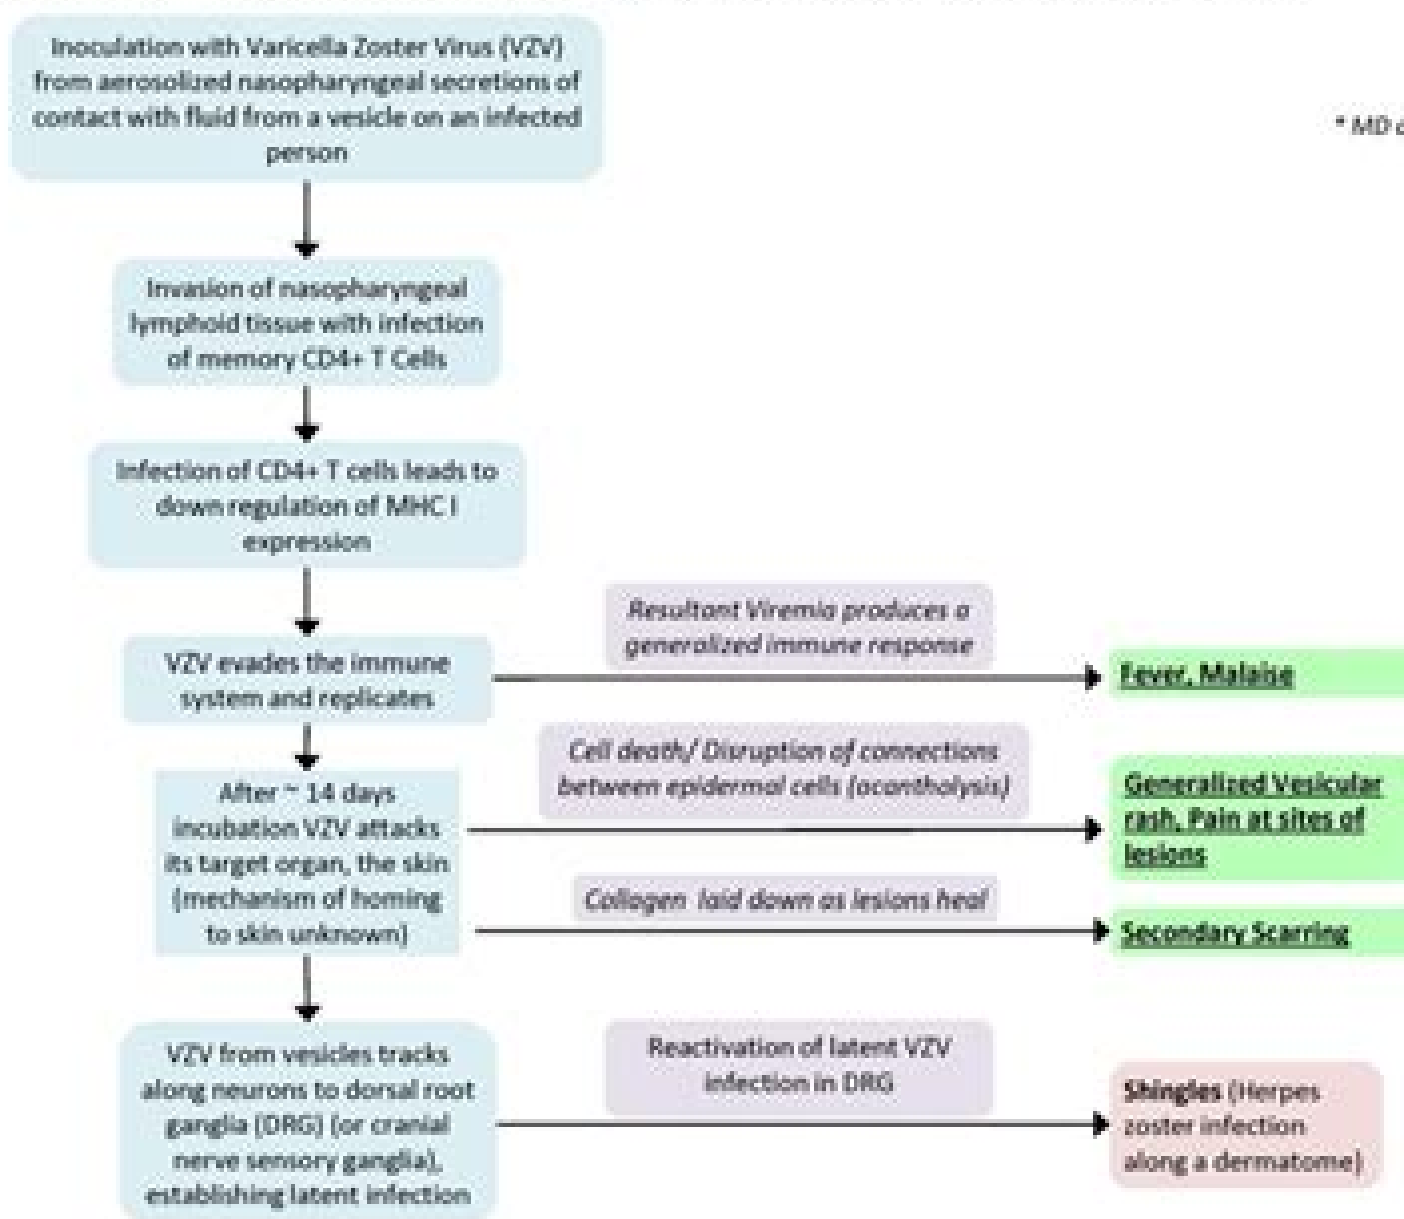 Inoculation with Varicella Zoster Virus (VZV)
from aerosolized nasopharyngeal secretions of
contact with fluid from a vesicle on an infected
person
* MD
Invasion of nasopharyngeal
lymphoid tissue with infection
of memory CD4+ T Cells
Infection of CD4+ T cells leads to
down regulation of MHC I
expression
Resultant Viremia produces a
generalized immune response
VZV evades the immune
system and replicates
Fever, Malaise
Cell death/ Disruption of connections
between epidermal cells (acantholysis)
After ~ 14 days
incubation VZV attacks
its target organ, the skin
(mechanism of homing
to skin unknown)
Generalized Vesicular
rash, Pain at sites of
lesions
Collagen laid down as lesions heal
Secondary Scarring
VZV from vesicles tracks
along neurons to dorsal root
ganglia (DRG) (or cranial
nerve sensory ganglia),
establishing latent infection
Reactivation of latent VZV
infection in DRG
Shingles (Herpes
zoster infection
along a dermatome)